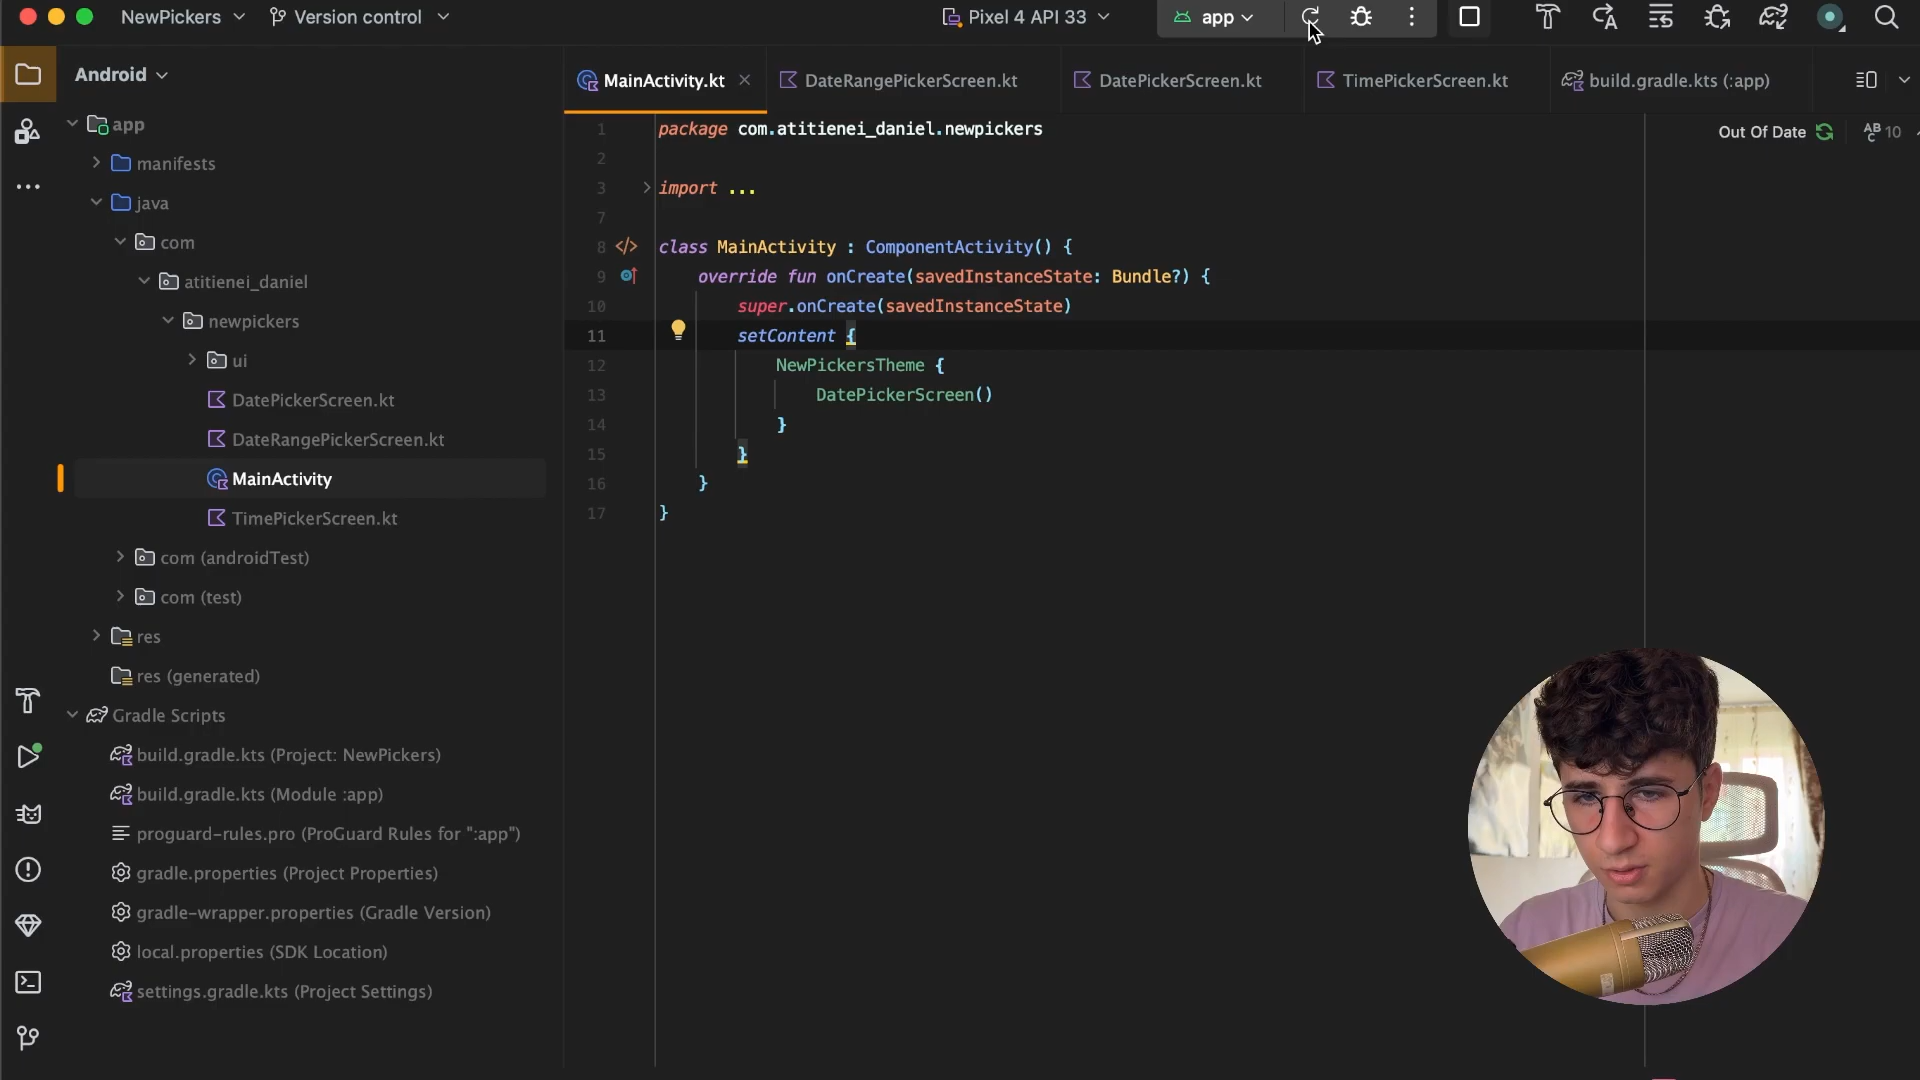 NewPickers
Version control
Pixel 4 API 33
app
Android
MainActivity.kt
DateRangePickerScreen.kt
DatePickerScreen.kt
TimePickerScreen.kt
build.gradle.kts (:app)
Out Of Date
10
app
manifests
java
com
atitienei_daniel
newpickers
ui
DatePickerScreen.kt
DateRangePickerScreen.kt
MainActivity
TimePickerScreen.kt
com (androidTest)
com (test)
res
res (generated)
Gradle Scripts
build.gradle.kts (Project: NewPickers)
build.gradle.kts (Module :app)
proguard-rules.pro (ProGuard Rules for ":app")
gradle.properties (Project Properties)
gradle-wrapper.properties (Gradle Version)
local.properties (SDK Location)
settings.gradle.kts (Project Settings)
1 package com.atitienei_daniel.newpickers
2
3 import ...
7
8 class MainActivity : ComponentActivity() {
9 override fun onCreate(savedInstanceState: Bundle?) {
10 super.onCreate(savedInstanceState)
11 setContent {
12 NewPickersTheme {
13 DatePickerScreen()
14 }
15 }
16 }
17 }